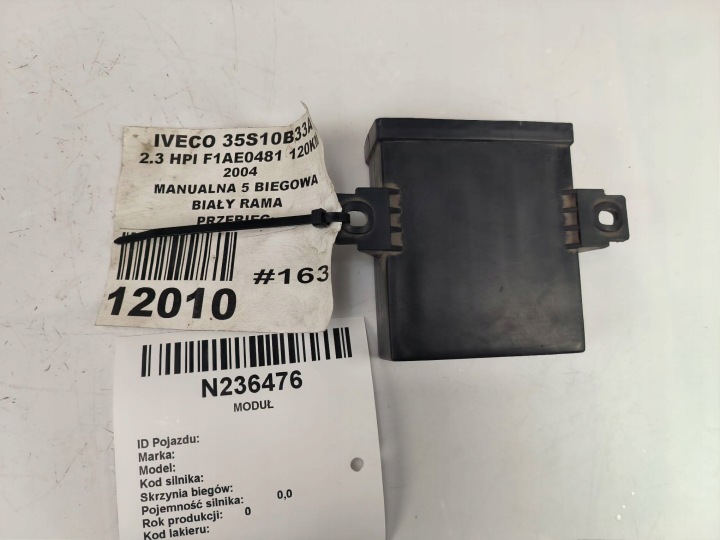 IVECO 35S10B33A
2.3 HPI F1AE0481 120KM
2004
MANUALNA 5 BIEGOWA
BIAŁY RAMA
PRZEBIEG
12010 #163
N236476
MODUŁ
ID Pojazdu:
Marka:
Model:
Kod silnika:
Skrzynia biegów:
Pojemność silnika: 0,0
Rok produkcji: 0
Kod lakieru: